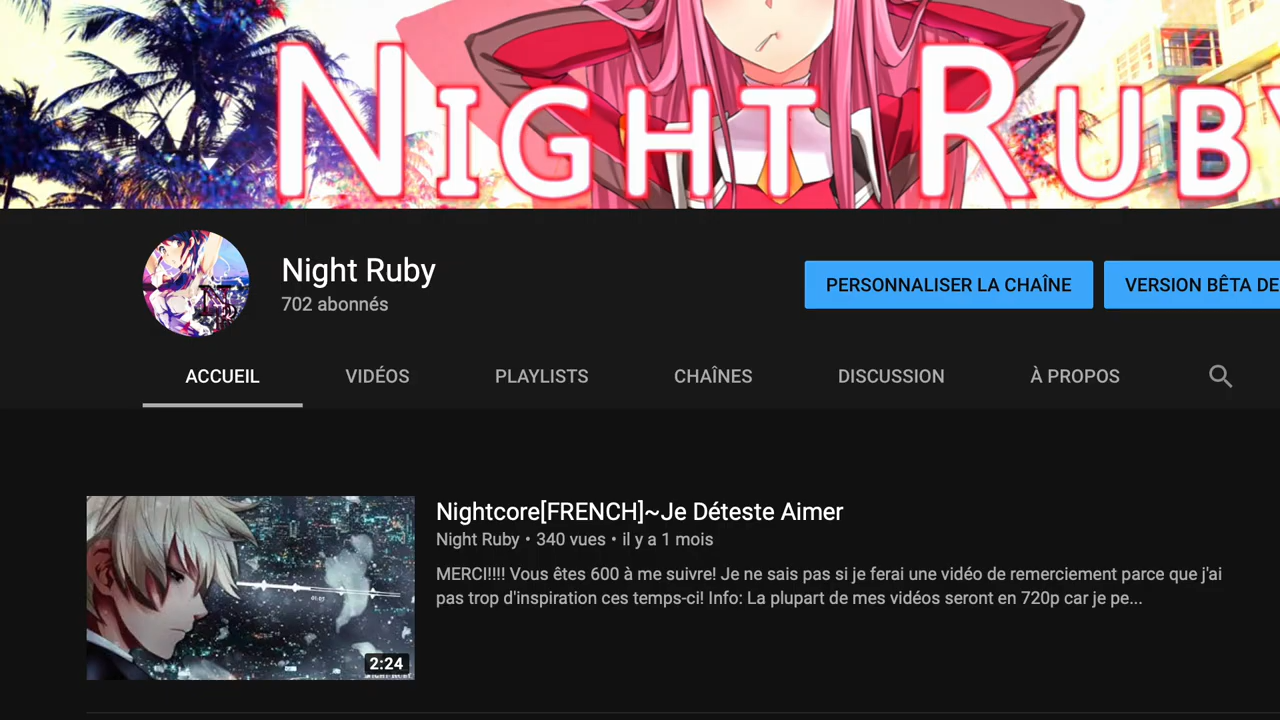 NIGHT RUBY
Night Ruby
702 abonnés
PERSONNALISER LA CHAÎNE
VERSION BÊTA DE
ACCUEIL
VIDÉOS
PLAYLISTS
CHAÎNES
DISCUSSION
À PROPOS
Nightcore[FRENCH]~Je Déteste Aimer
Night Ruby • 340 vues • il y a 1 mois
MERCI!!!! Vous êtes 600 à me suivre! Je ne sais pas si je ferai une vidéo de remerciement parce que j'ai
pas trop d'inspiration ces temps-ci! Info: La plupart de mes vidéos seront en 720p car je pe...
2:24